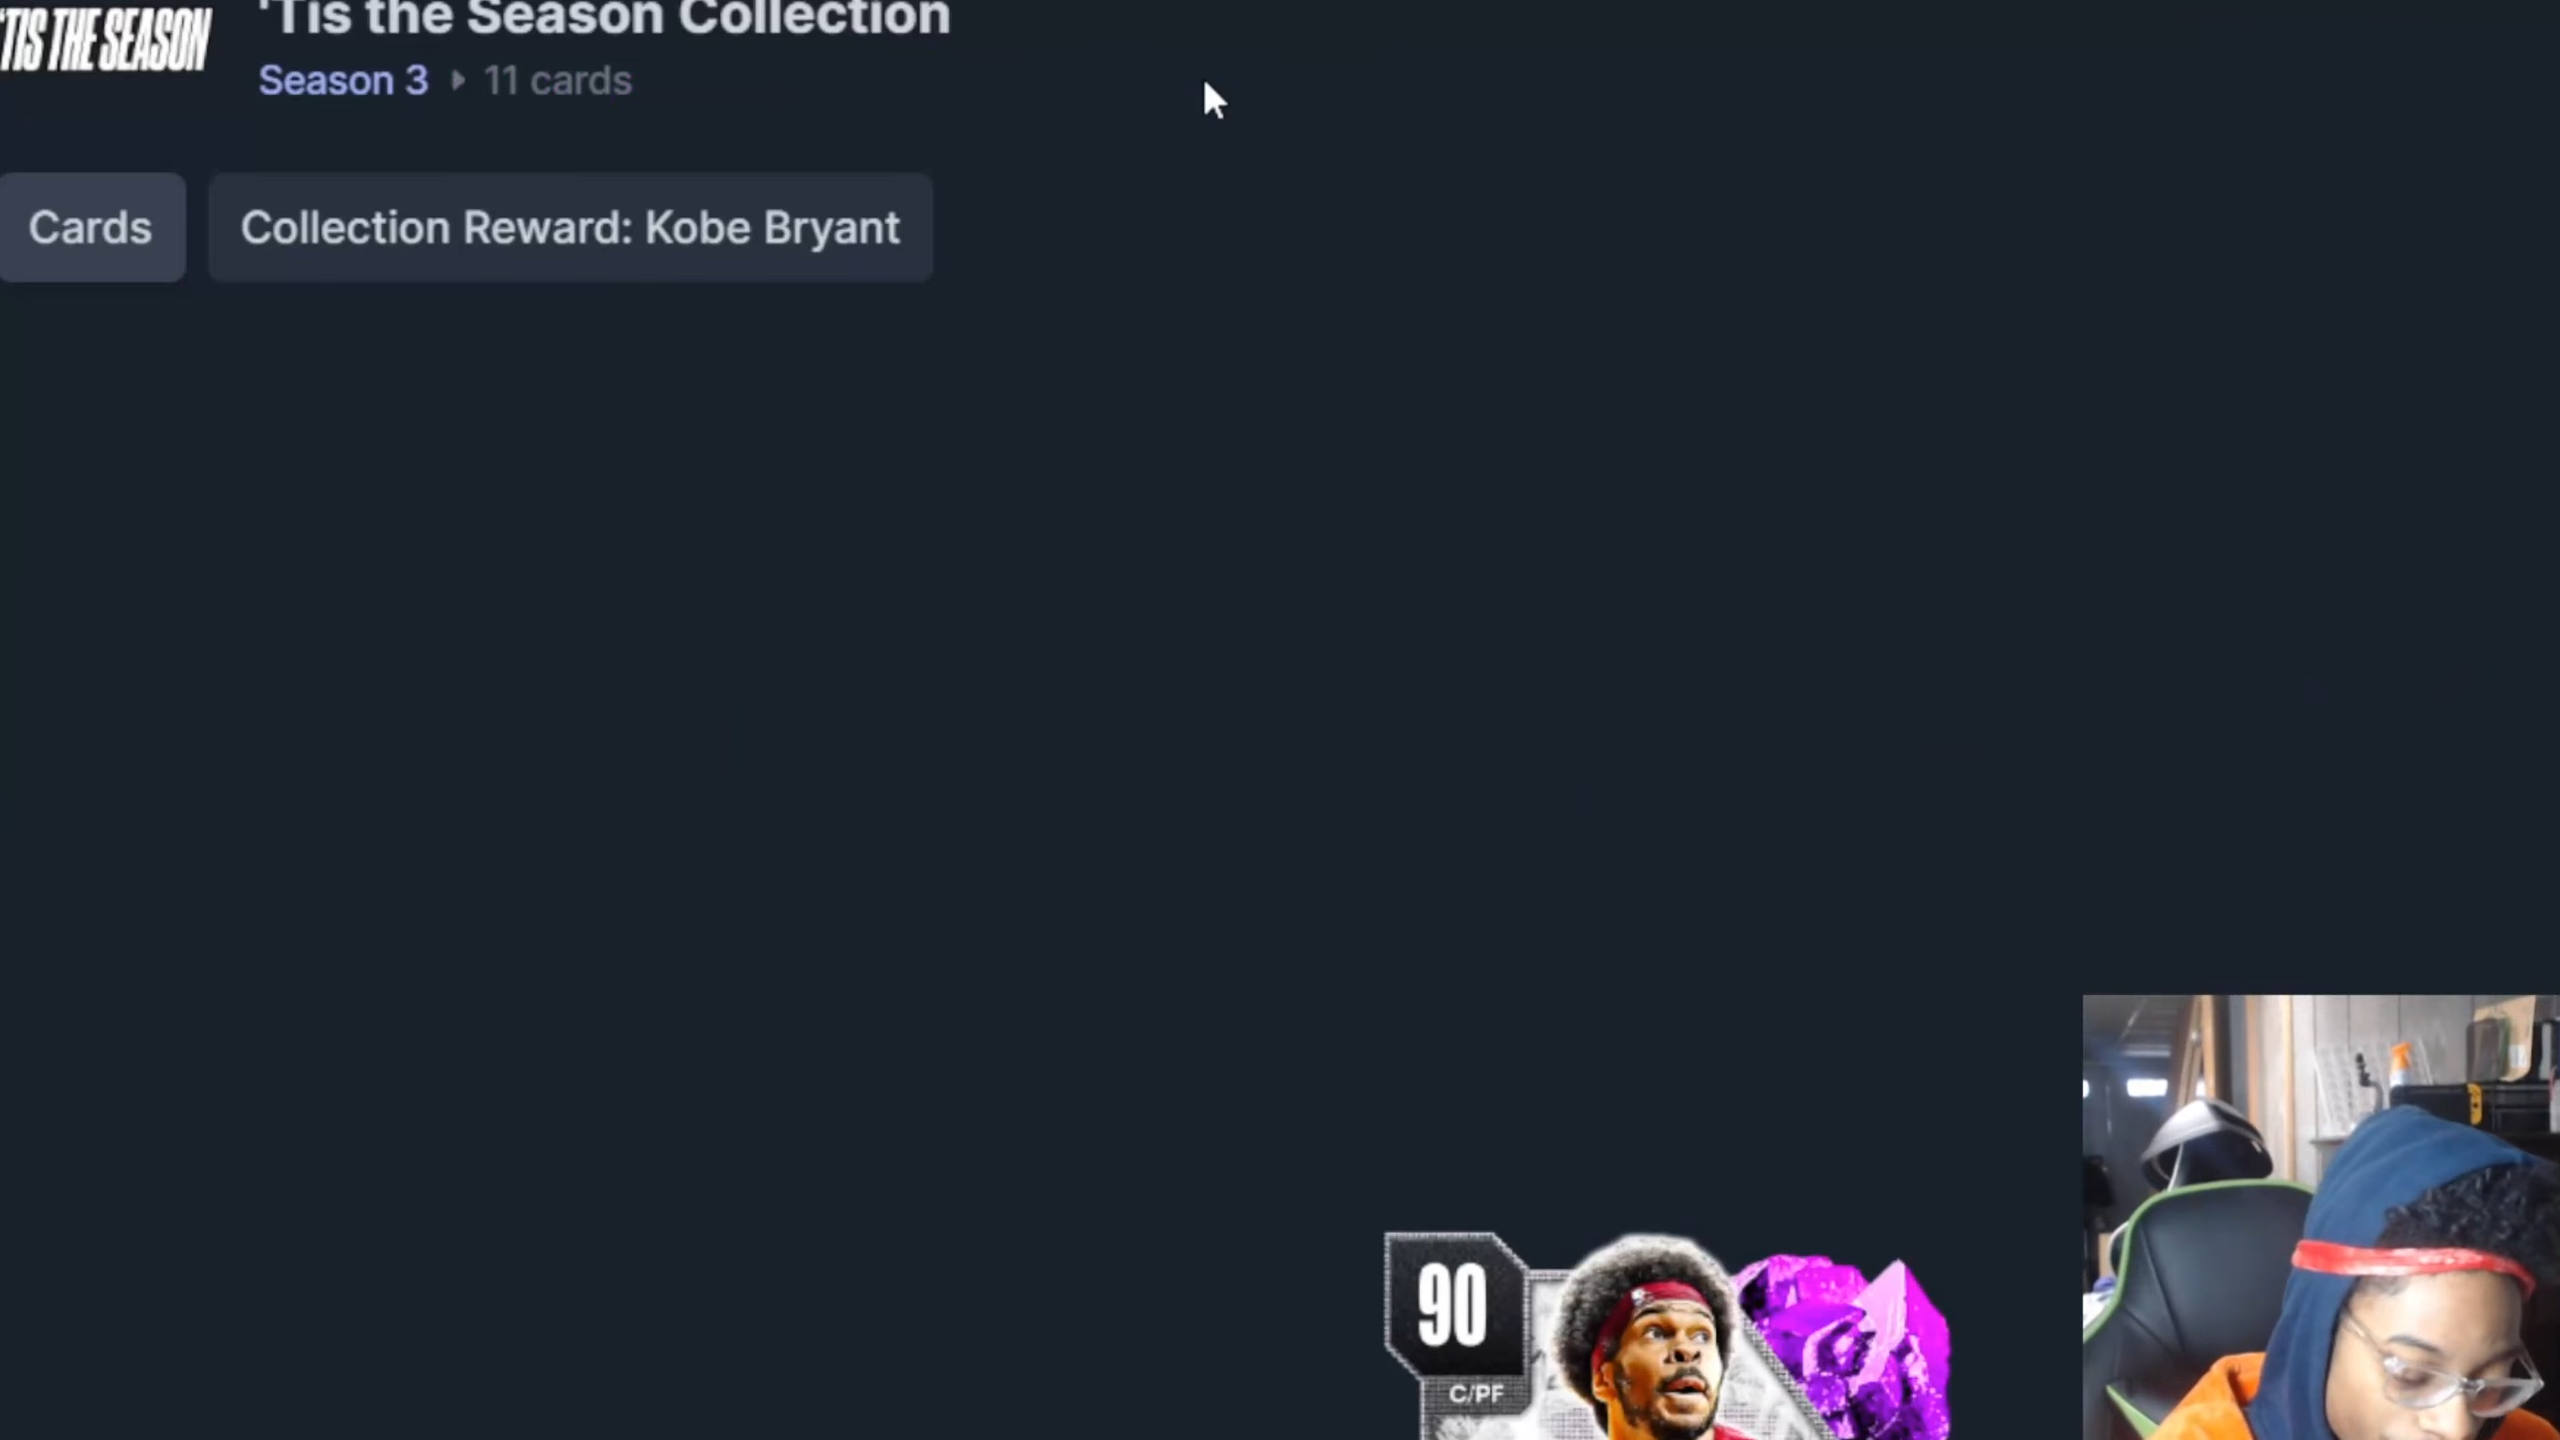 'TIS THE SEASON
'Tis the Season Collection
Season 3
11 cards
Cards
Collection Reward: Kobe Bryant
90
C/PF